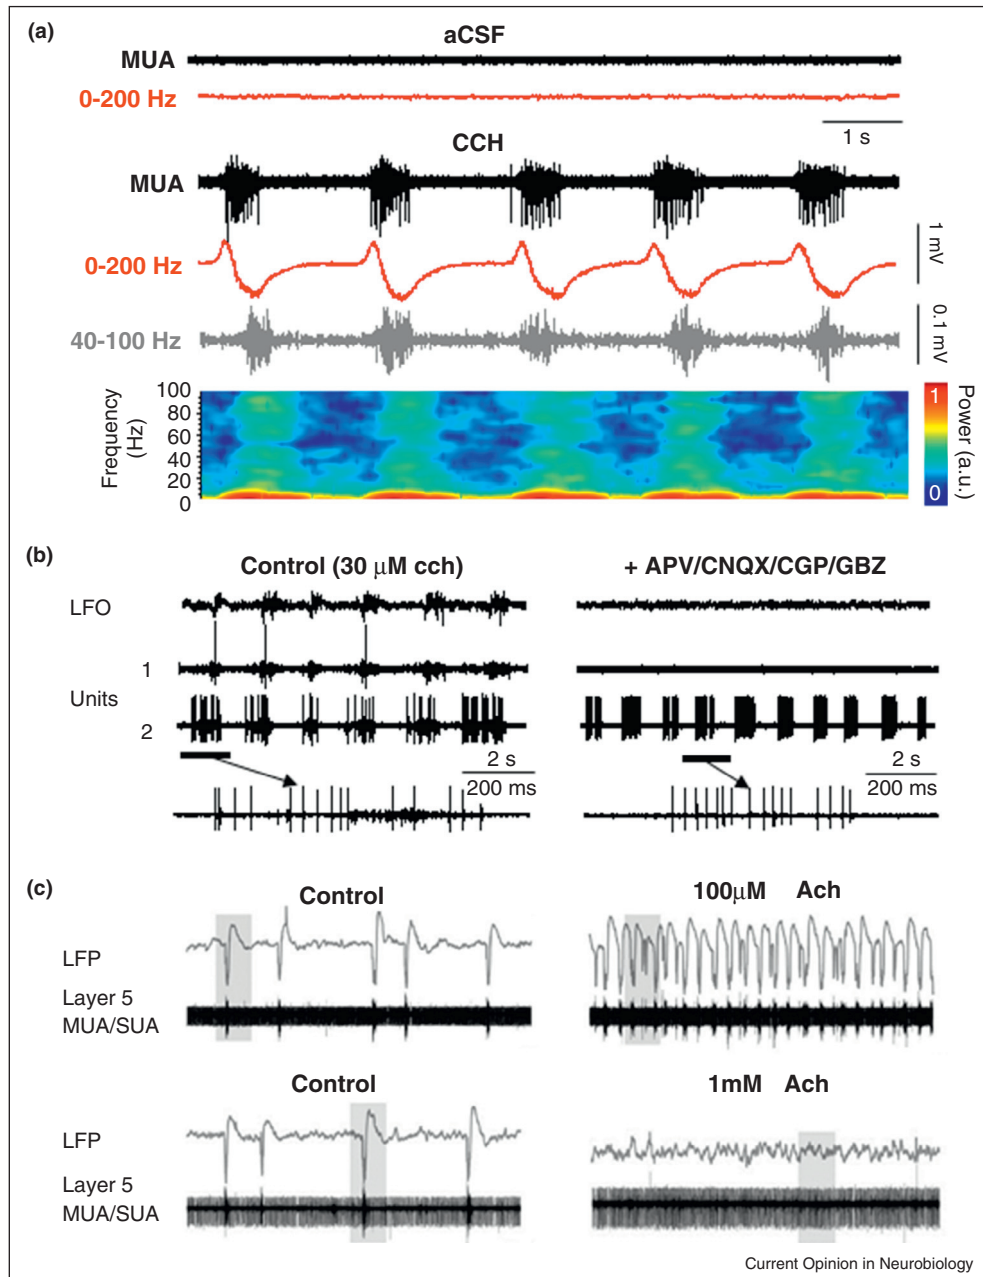 (a)
aCSF
MUA
0-200 Hz
1 s
CCH
MUA
0-200 Hz
1 mV
40-100 Hz
0.1 mV
Frequency
(Hz)
100
80
60
40
20
0
1
0
Power (a.u.)
(b)
Control (30 μM cch)
+ APV/CNQX/CGP/GBZ
LFO
1
Units
2
2 s
200 ms
2 s
200 ms
(c)
Control
100μM Ach
LFP
Layer 5
MUA/SUA
Control
1mM Ach
LFP
Layer 5
MUA/SUA
Current Opinion in Neurobiology